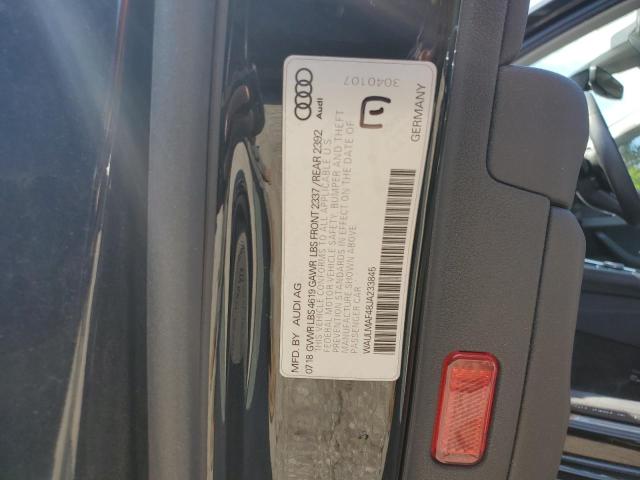 Audi
3040107
E
GERMANY
MFD. BY AUDI AG
07 18 GVWR LBS 4619 GAWR LBS FRONT 2337 / REAR 2392
THIS VEHICLE CONFORMS TO ALL APPLICABLE U.S.
FEDERAL MOTOR VEHICLE SAFETY, BUMPER AND THEFT
PREVENTION STANDARDS IN EFFECT ON THE DATE OF
MANUFACTURE SHOWN ABOVE
PASSENGER CAR
WAULMAF48JA233845